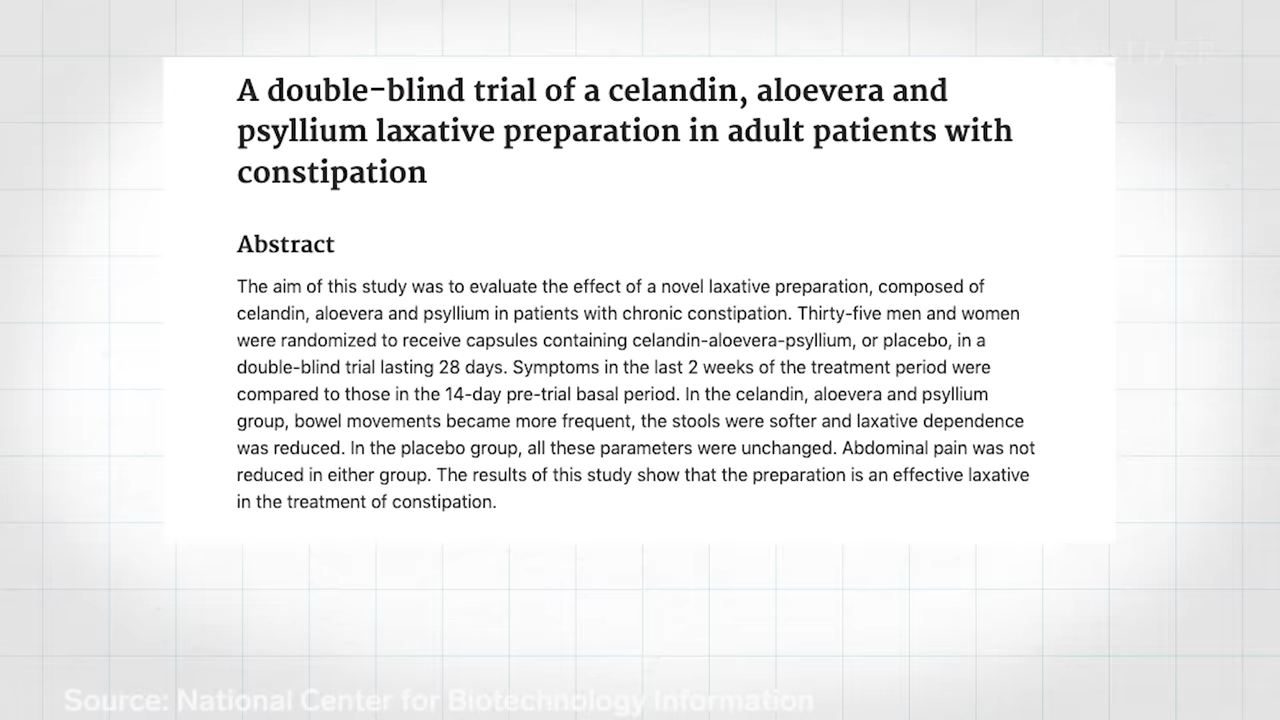 A double-blind trial of a celandin, aloevera and
psyllium laxative preparation in adult patients with
constipation
Abstract
The aim of this study was to evaluate the effect of a novel laxative preparation, composed of
celandin, aloevera and psyllium in patients with chronic constipation. Thirty-five men and women
were randomized to receive capsules containing celandin-aloevera-psyllium, or placebo, in a
double-blind trial lasting 28 days. Symptoms in the last 2 weeks of the treatment period were
compared to those in the 14-day pre-trial basal period. In the celandin, aloevera and psyllium
group, bowel movements became more frequent, the stools were softer and laxative dependence
was reduced. In the placebo group, all these parameters were unchanged. Abdominal pain was not
reduced in either group. The results of this study show that the preparation is an effective laxative
in the treatment of constipation.
Source: National Center for Biotechnology Information